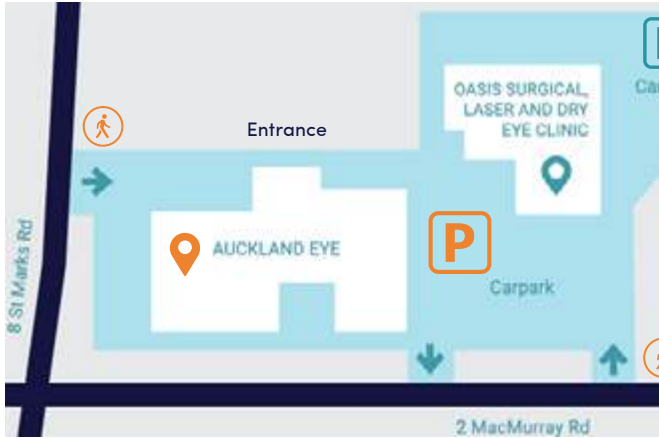 OASIS SURGICAL,
LASER AND DRY
EYE CLINIC
Entrance
AUCKLAND EYE
P
Carpark
8 St Marks Rd
2 MacMurray Rd